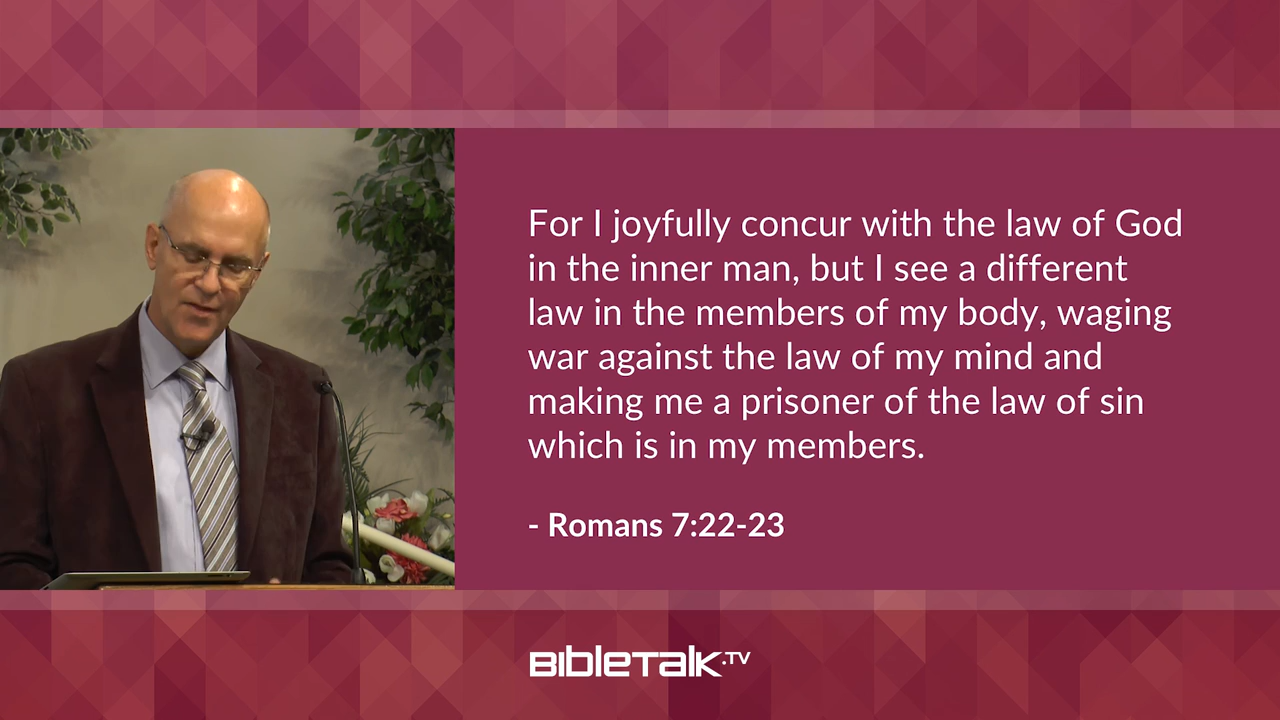 For I joyfully concur with the law of God
in the inner man, but I see a different
law in the members of my body, waging
war against the law of my mind and
making me a prisoner of the law of sin
which is in my members.
- Romans 7:22-23
BIBLETALK.TV